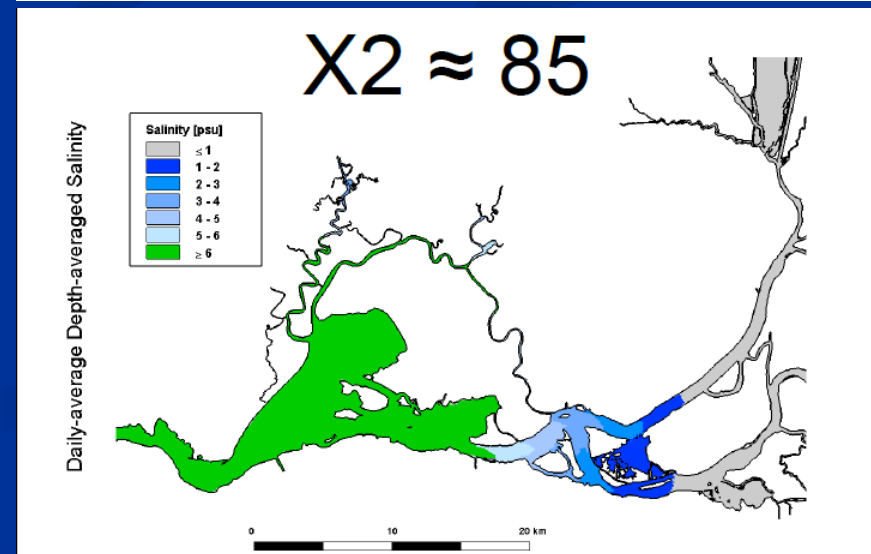 X2 ≈ 85
Daily-average Depth-averaged Salinity
Salinity [psu]
≤ 1
1 - 2
2 - 3
3 - 4
4 - 5
5 - 6
≥ 6
0 10 20 km